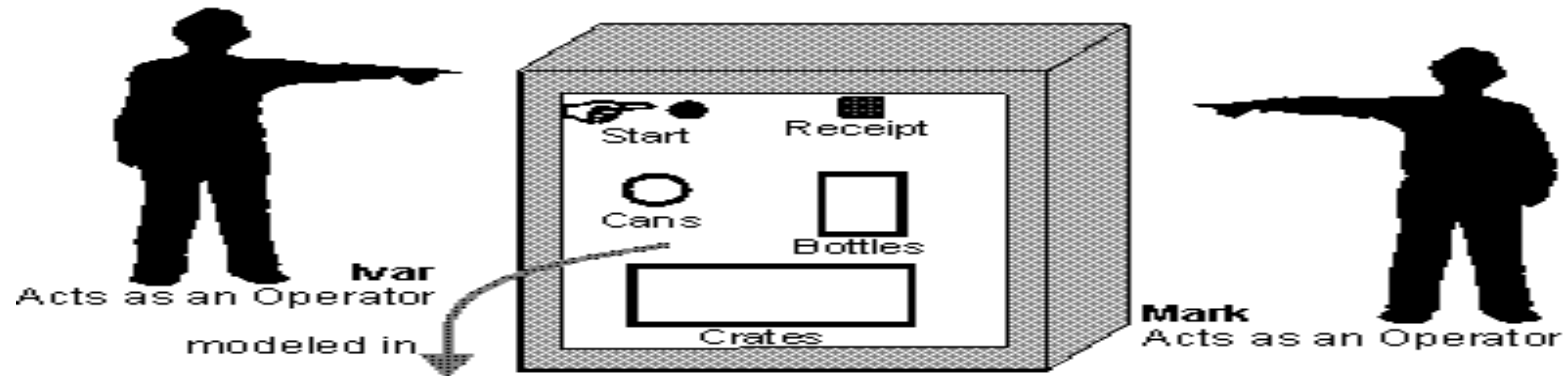 Start
Receipt
Cans
Bottles
Crates
Ivar
Acts as an Operator
modeled in
Mark
Acts as an Operator